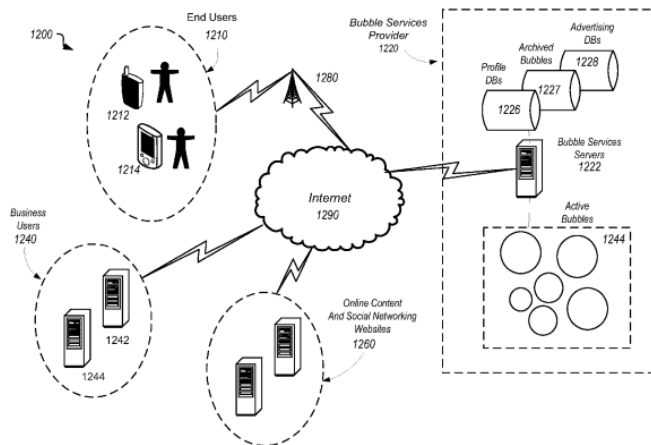 1200
End Users
1210
1212
1214
1280
Bubble Services
Provider
1220
Profile
DBs
1226
Archived
Bubbles
1227
Advertising
DBs
1228
Bubble Services
Servers
1222
Active
Bubbles
1244
Internet
1290
Business
Users
1240
1242
1244
Online Content
And Social Networking
Websites
1260